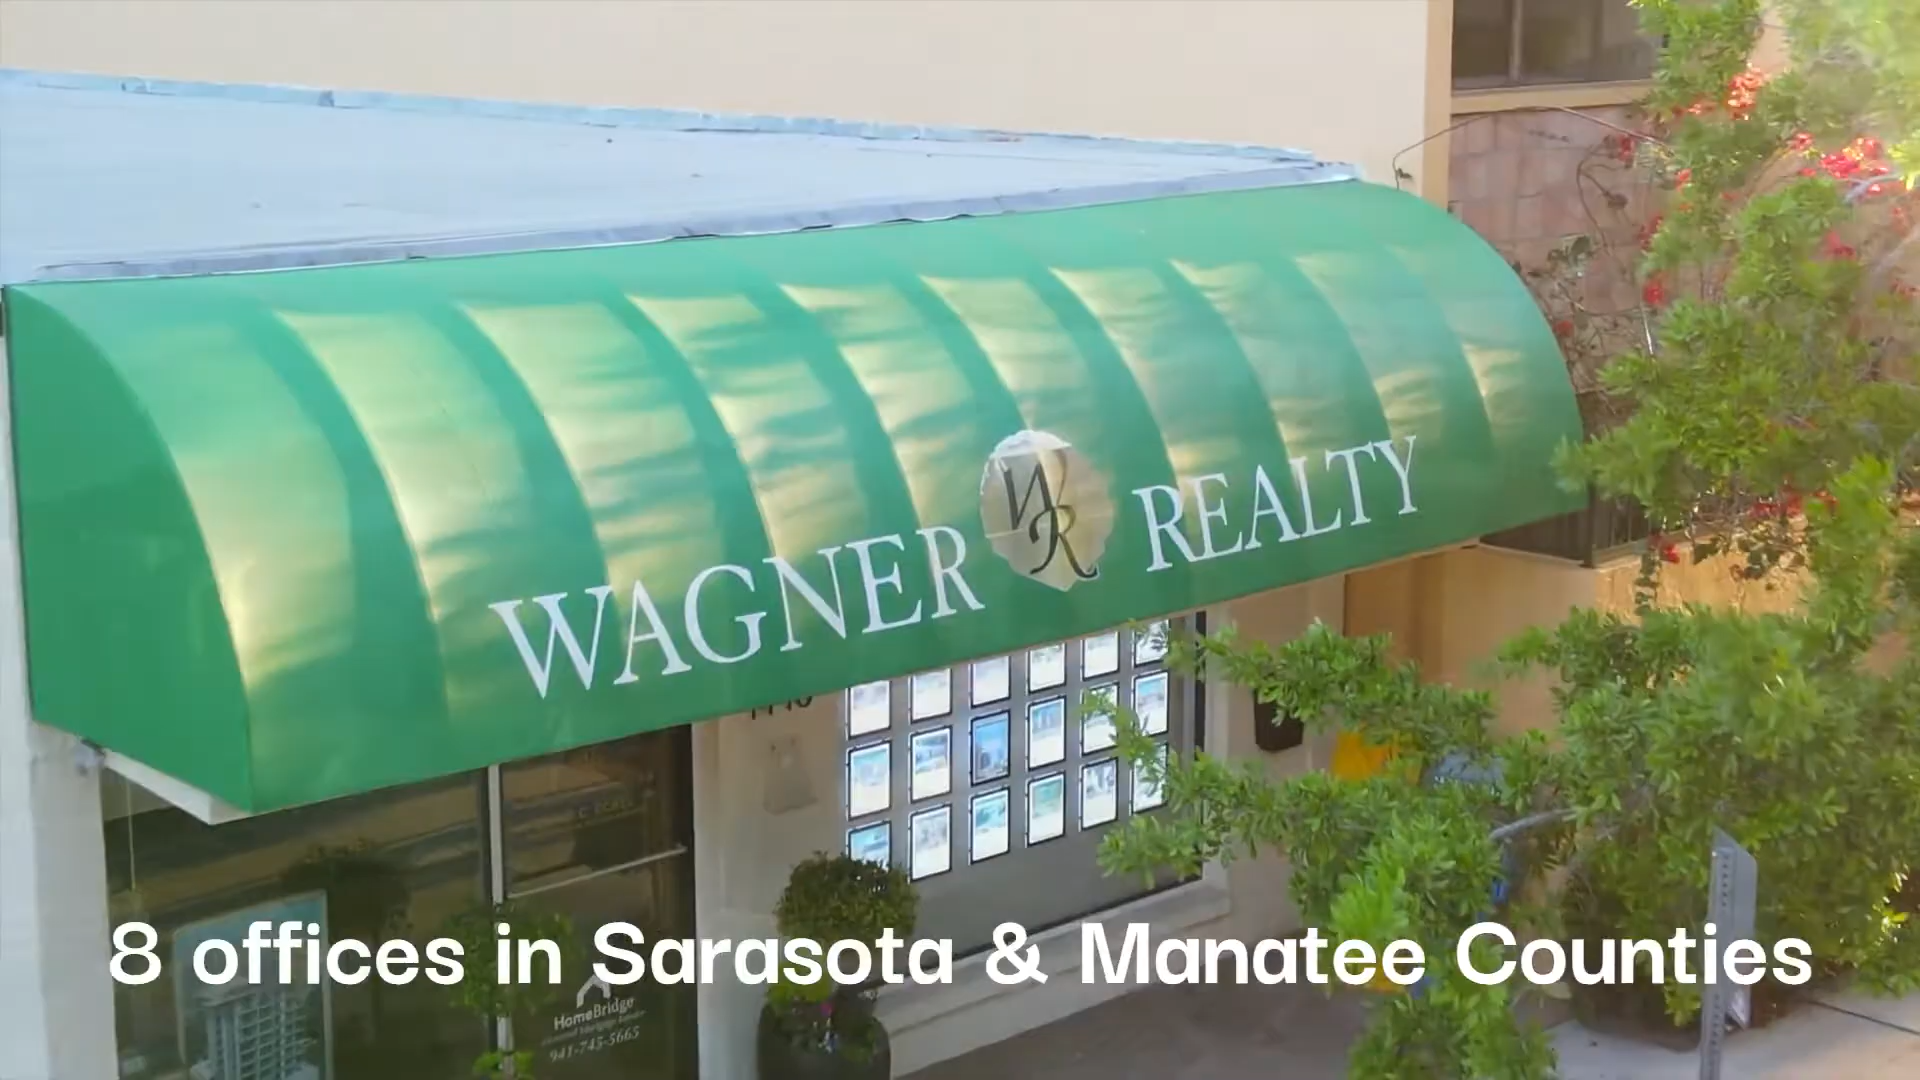 WAGNER WR REALTY
8 offices in Sarasota & Manatee Counties
HomeBridge
941-745-5665